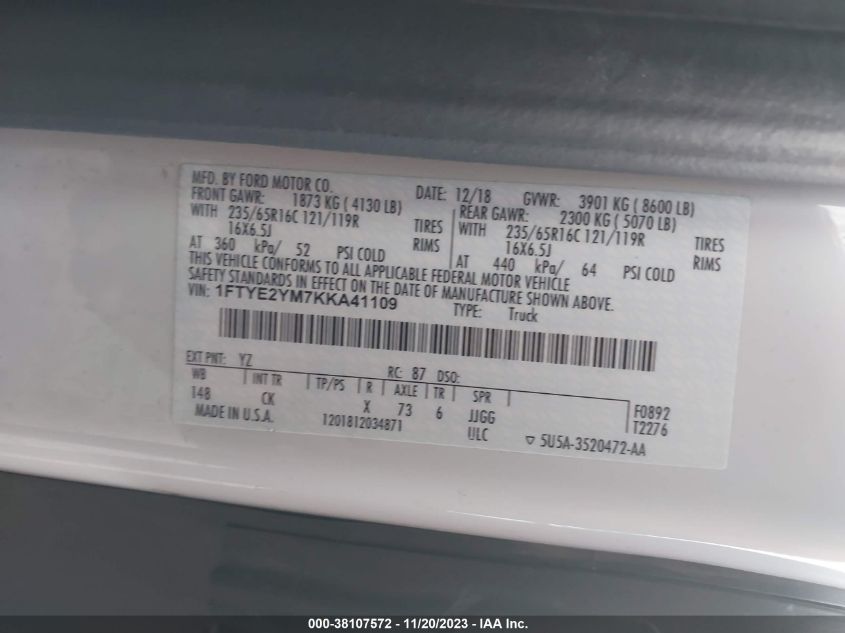 MFD. BY FORD MOTOR CO. DATE: 12/18 GVWR: 3901 KG ( 8600 LB)
FRONT GAWR: 1873 KG ( 4130 LB) REAR GAWR: 2300 KG ( 5070 LB)
WITH 235/65R16C 121/119R TIRES WITH 235/65R16C 121/119R TIRES
16X6.5J RIMS 16X6.5J RIMS
AT 360 kPa/ 52 PSI COLD AT 440 kPa/ 64 PSI COLD
THIS VEHICLE CONFORMS TO ALL APPLICABLE FEDERAL MOTOR VEHICLE
SAFETY STANDARDS IN EFFECT ON THE DATE OF MANUFACTURE SHOWN ABOVE.
VIN: 1FTYE2YM7KKA41109 TYPE: Truck
EXT PNT: YZ RC: 87 DSO:
WB INT TR TP/PS R AXLE TR SPR
148 CK X 73 6 JJGG F0892
MADE IN U.S.A. 1201812034871 ULC T2276
▽ 5U5A-3520472-AA
000-38107572 - 11/20/2023 - IAA Inc.